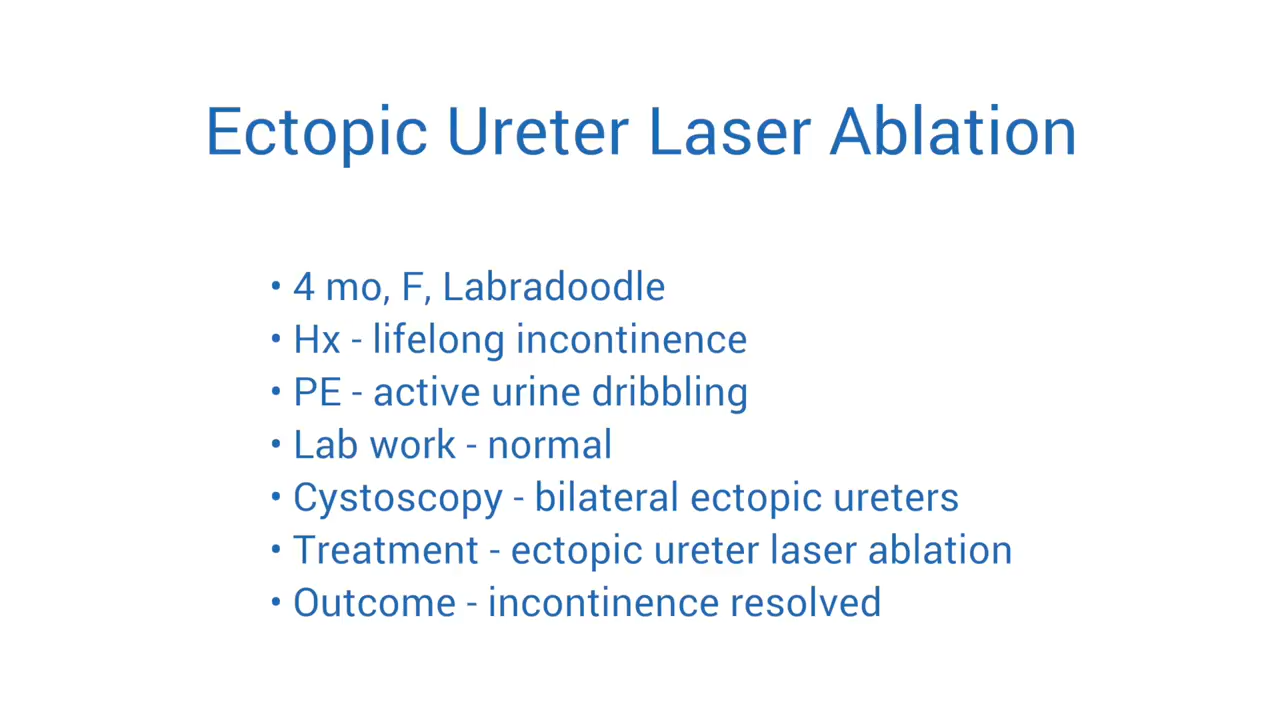 Ectopic Ureter Laser Ablation
• 4 mo, F, Labradoodle
• Hx - lifelong incontinence
• PE - active urine dribbling
• Lab work - normal
• Cystoscopy - bilateral ectopic ureters
• Treatment - ectopic ureter laser ablation
• Outcome - incontinence resolved